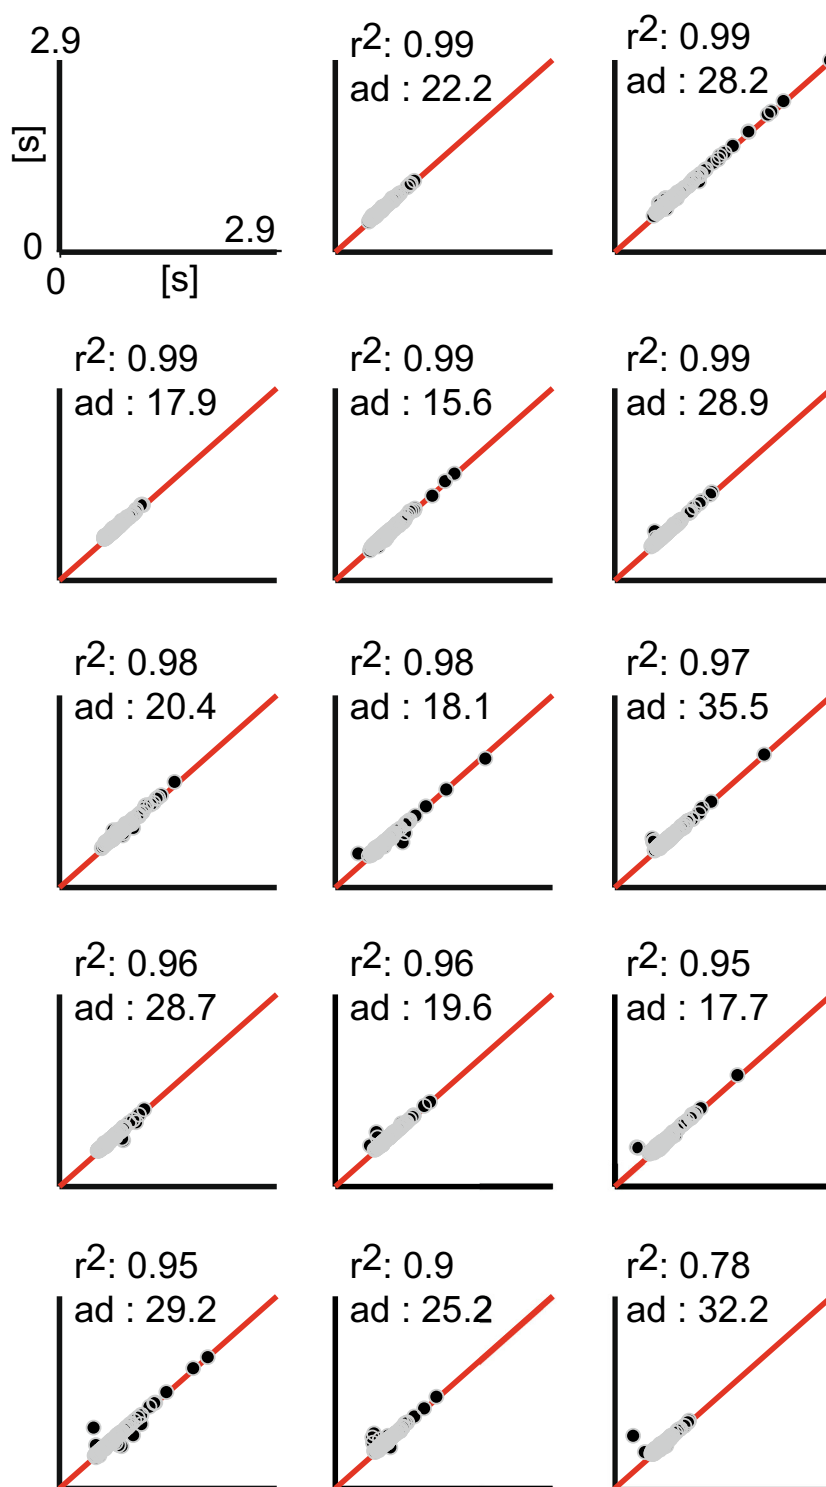 2.9
[s]
0
2.9
0
[s]
r2: 0.99
ad : 22.2
r2: 0.99
ad : 28.2
r2: 0.99
ad : 17.9
r2: 0.99
ad : 15.6
r2: 0.99
ad : 28.9
r2: 0.98
ad : 20.4
r2: 0.98
ad : 18.1
r2: 0.97
ad : 35.5
r2: 0.96
ad : 28.7
r2: 0.96
ad : 19.6
r2: 0.95
ad : 17.7
r2: 0.95
ad : 29.2
r2: 0.9
ad : 25.2
r2: 0.78
ad : 32.2